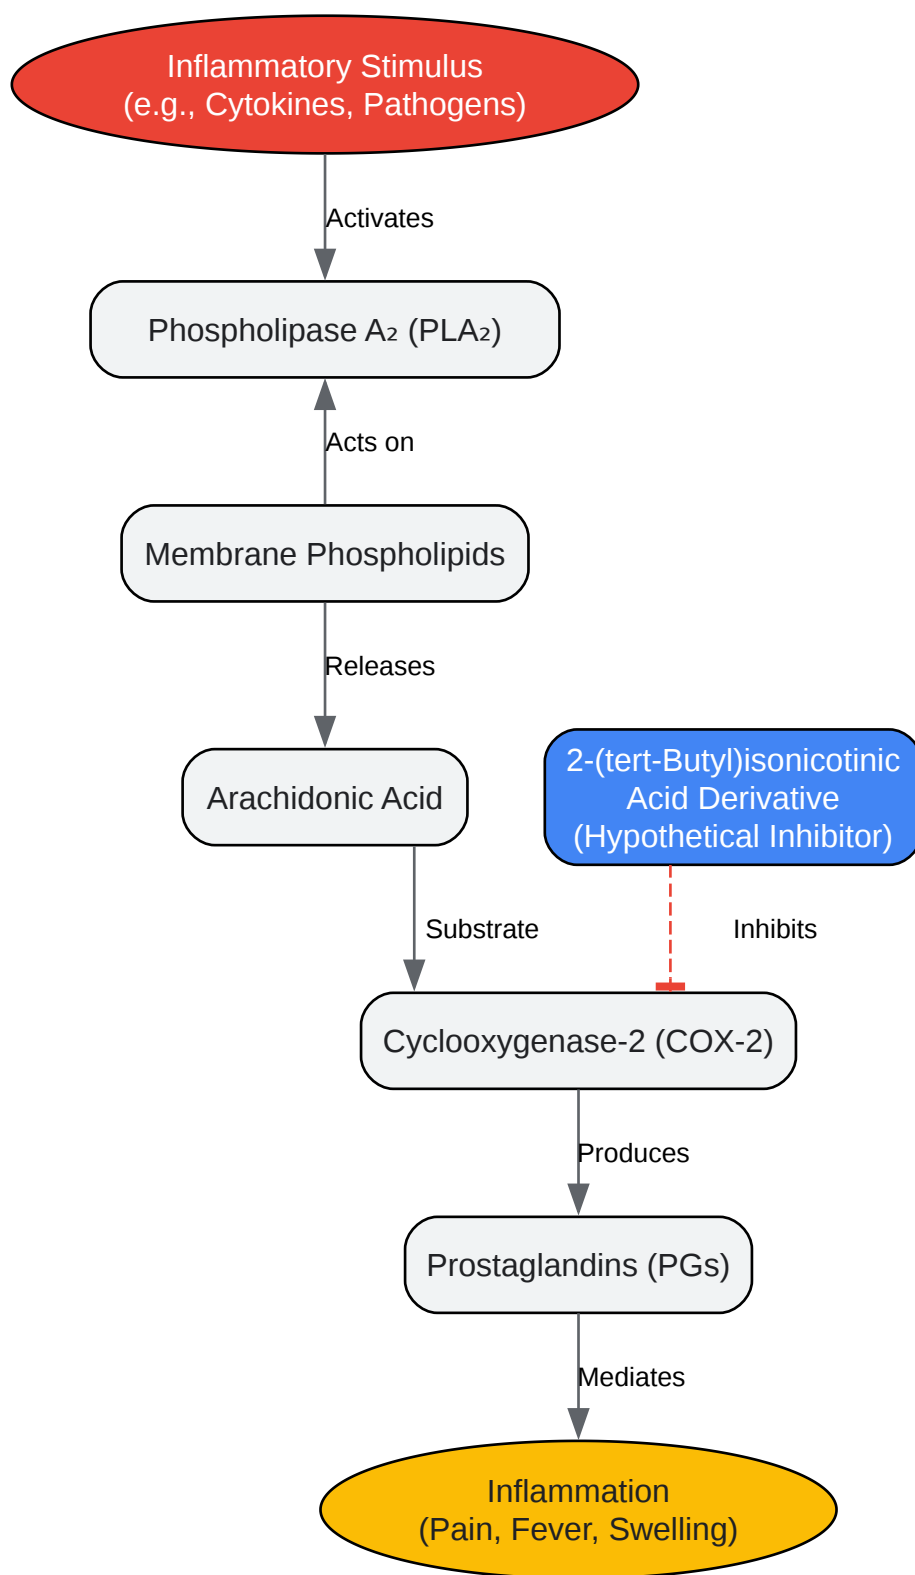 Inflammatory Stimulus
(e.g., Cytokines, Pathogens)
Activates
Phospholipase A₂ (PLA₂)
Acts on
Membrane Phospholipids
Releases
Arachidonic Acid
2-(tert-Butyl)isonicotinic
Acid Derivative
(Hypothetical Inhibitor)
Substrate
Inhibits
Cyclooxygenase-2 (COX-2)
Produces
Prostaglandins (PGs)
Mediates
Inflammation
(Pain, Fever, Swelling)